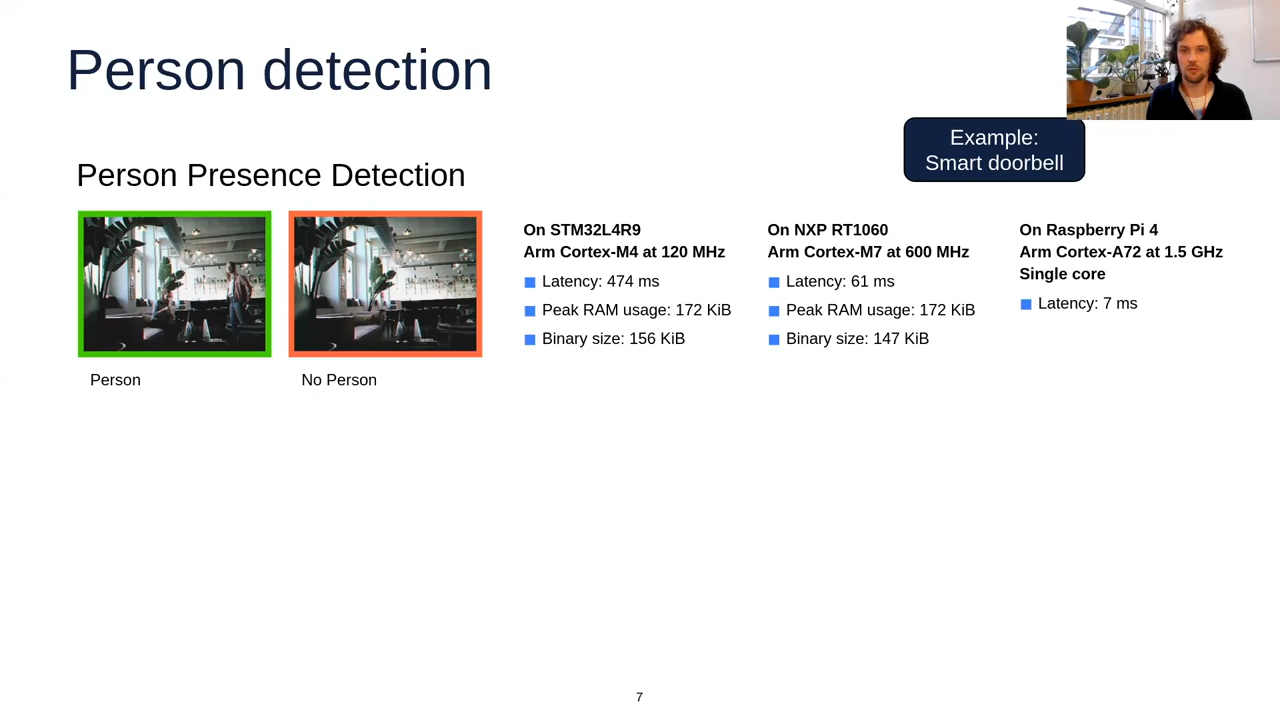 Person detection
Example:
Smart doorbell
Person Presence Detection
Person
No Person
On STM32L4R9
Arm Cortex-M4 at 120 MHz
Latency: 474 ms
Peak RAM usage: 172 KiB
Binary size: 156 KiB
On NXP RT1060
Arm Cortex-M7 at 600 MHz
Latency: 61 ms
Peak RAM usage: 172 KiB
Binary size: 147 KiB
On Raspberry Pi 4
Arm Cortex-A72 at 1.5 GHz
Single core
Latency: 7 ms
7